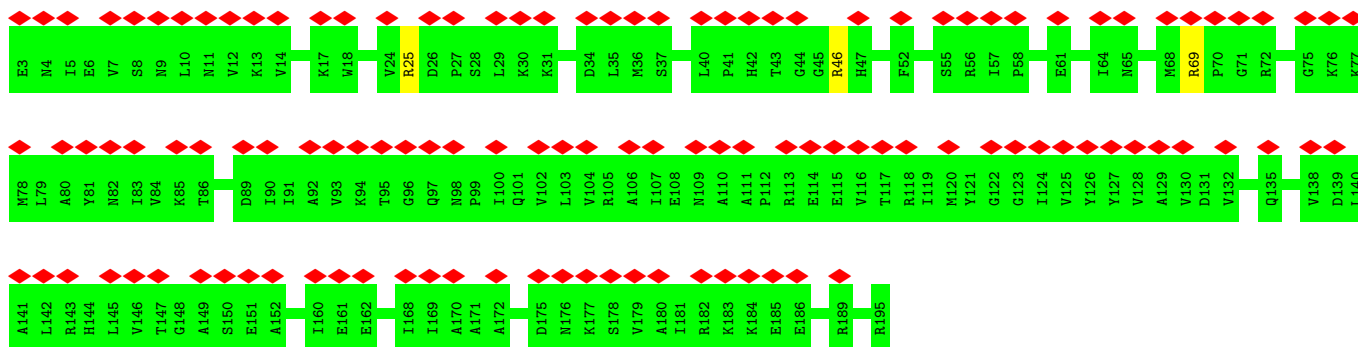 E3 N4 I5 E6 V7 S8 N9 L10 N11 V12 K13 V14 K17 W18 V24 R25 D26 P27 S28 L29 K30 K31 D34 L35 M36 S37 L40 P41 H42 T43 G44 G45 R46 H47 F52 S55 R56 I57 P58 E61 I64 N65 M68 R69 P70 G71 R72 G75 K76 K77
M78 L79 A80 Y81 N82 I83 V84 K85 T86 D89 I90 I91 A92 V93 K94 T95 G96 Q97 N98 P99 I100 Q101 V102 L103 V104 R105 A106 I107 E108 N109 A110 A111 P112 R113 E114 E115 V116 T117 R118 I119 M120 Y121 G122 G123 I124 V125 Y126 Y127 V128 A129 V130 D131 V132 Q135 V138 D139 L140
A141 L142 R143 H144 L145 V146 T147 G148 A149 S150 E151 A152 I160 E161 E162 I168 I169 A170 A171 A172 D175 N176 K177 S178 V179 A180 I181 R182 K183 K184 E185 E186 R189 R195